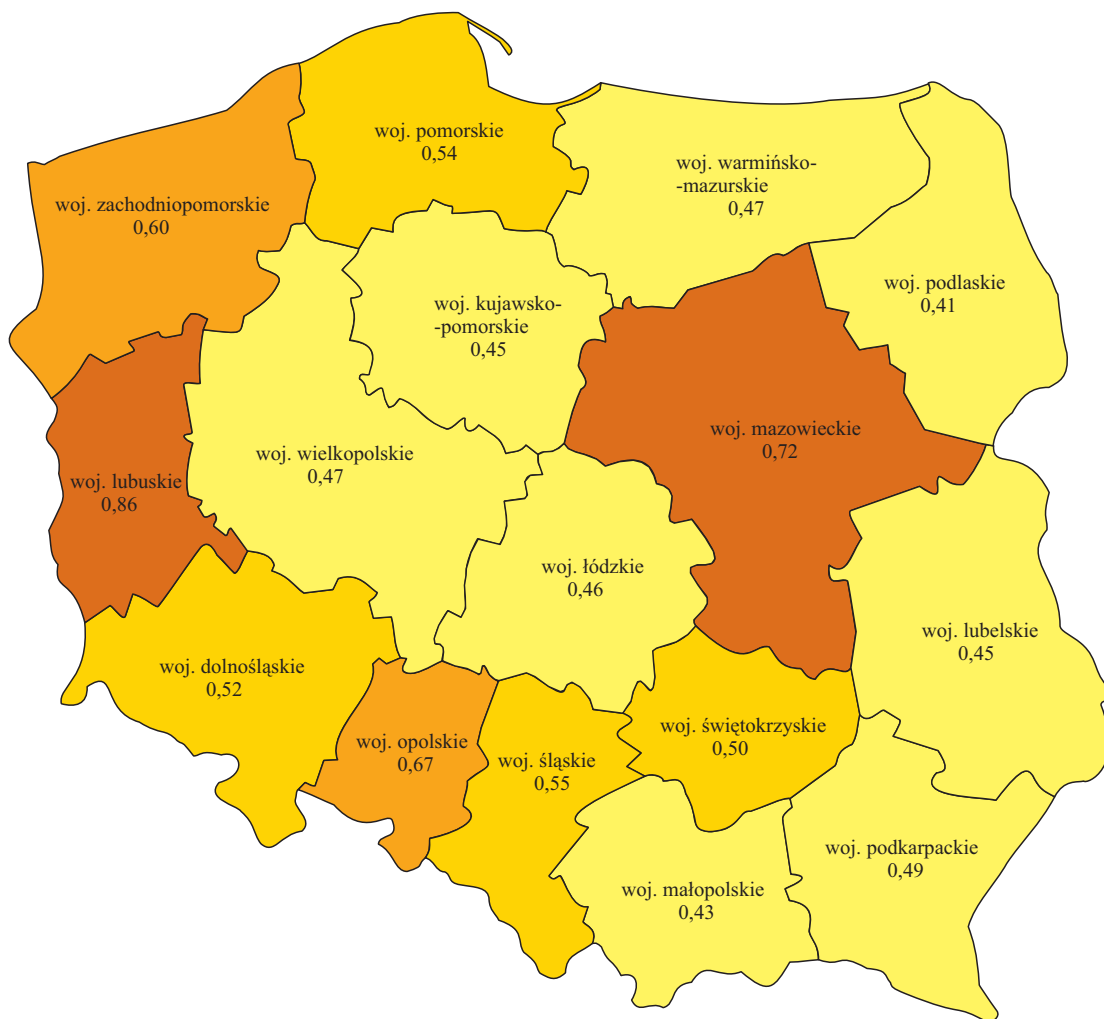 woj. pomorskie
0,54
woj. warmińsko-
-mazurskie
0,47
woj. zachodniopomorskie
0,60
woj. podlaskie
0,41
woj. kujawsko-
-pomorskie
0,45
woj. mazowieckie
0,72
woj. wielkopolskie
0,47
woj. lubuskie
0,86
woj. łódzkie
0,46
woj. lubelskie
0,45
woj. dolnośląskie
0,52
woj. świętokrzyskie
0,50
woj. opolskie
0,67
woj. śląskie
0,55
woj. podkarpackie
0,49
woj. małopolskie
0,43